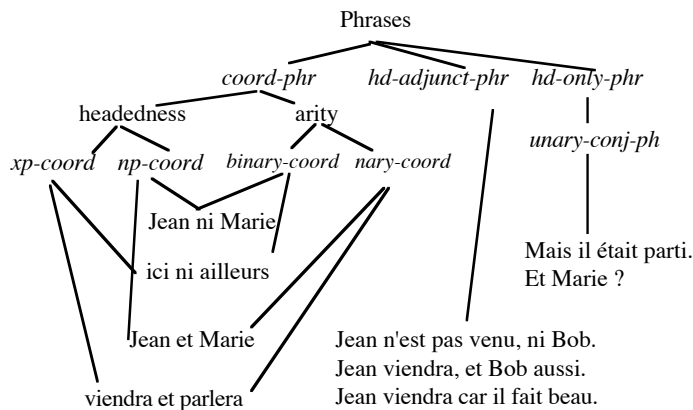 Phrases
coord-phr hd-adjunct-phr hd-only-phr
headedness arity
unary-conj-ph
xp-coord np-coord binary-coord nary-coord
Jean ni Marie
Mais il était parti.
ici ni ailleurs
Et Marie ?
Jean et Marie
Jean n'est pas venu, ni Bob.
Jean viendra, et Bob aussi.
Jean viendra car il fait beau.
viendra et parlera